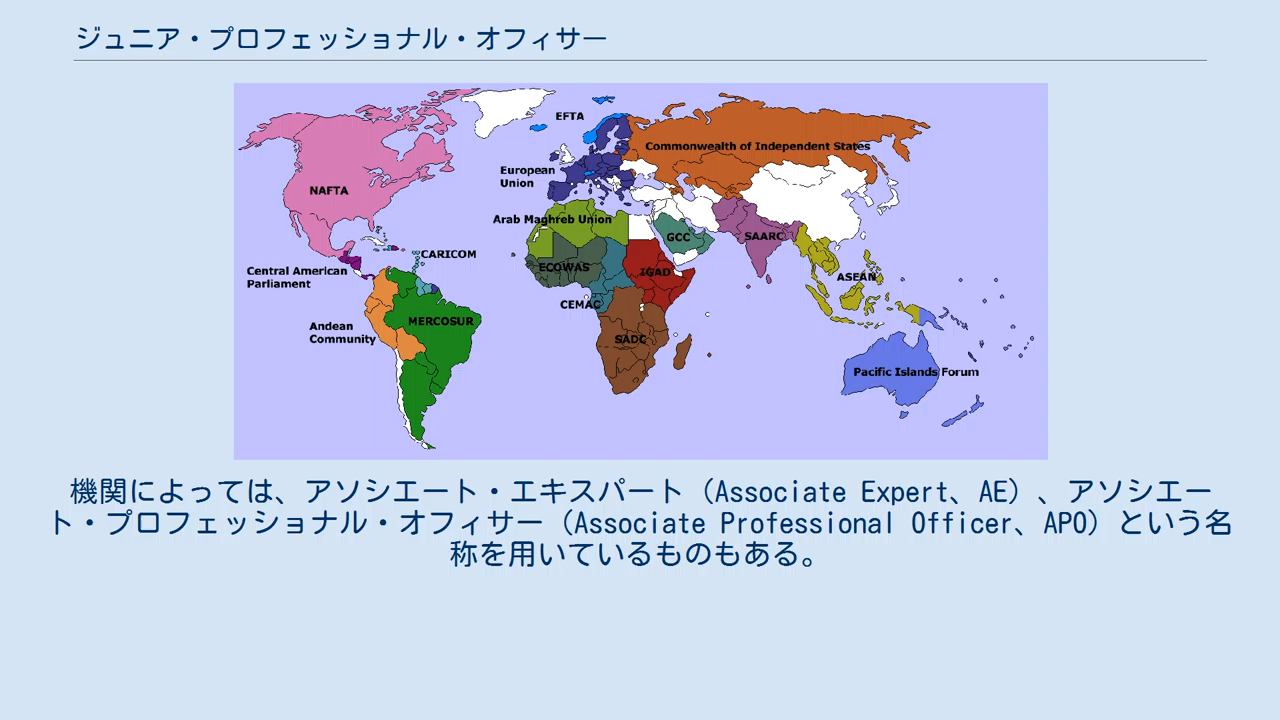 ジュニア・プロフェッショナル・オフィサー
EFTA
Commonwealth of Independent States
European
Union
NAFTA
Arab Maghreb Union
GCC
SAARC
CARICOM
ECOWAS
IGAD
Central American
Parliament
ASEAN
CEMAC
MERCOSUR
Andean
Community
SADC
Pacific Islands Forum
機関によっては、アソシエート・エキスパート（Associate Expert、AE）、アソシエー
ト・プロフェッショナル・オフィサー（Associate Professional Officer、APO）という名
称を用いているものもある。